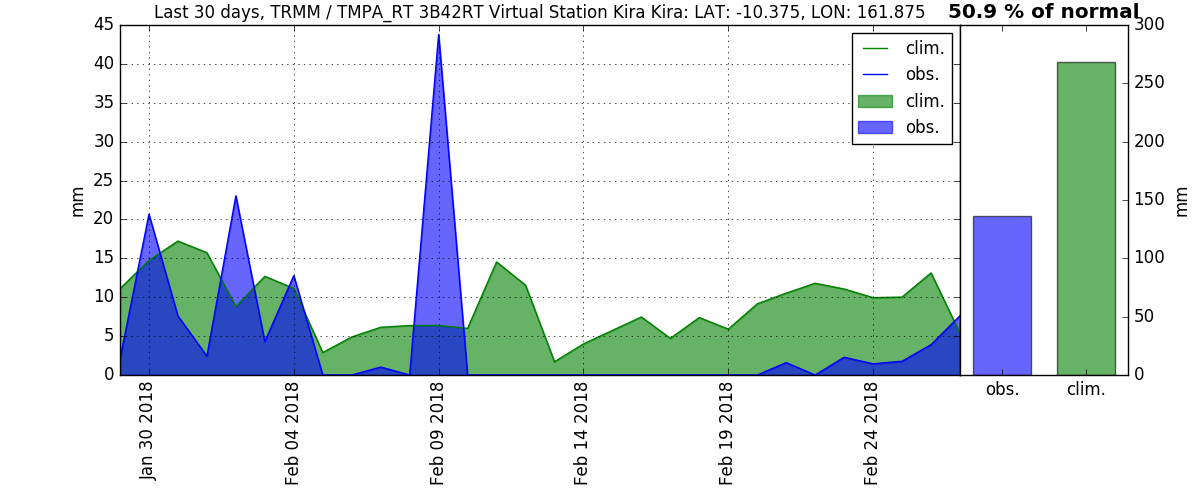 Last 30 days, TRMM / TMPA_RT 3B42RT Virtual Station Kira Kira: LAT: -10.375, LON: 161.875
50.9 % of normal
45
40
35
30
25
20
15
10
5
0
mm
clim.
obs.
clim.
obs.
Jan 30 2018
Feb 04 2018
Feb 09 2018
Feb 14 2018
Feb 19 2018
Feb 24 2018
300
250
200
150
100
50
0
mm
obs.
clim.